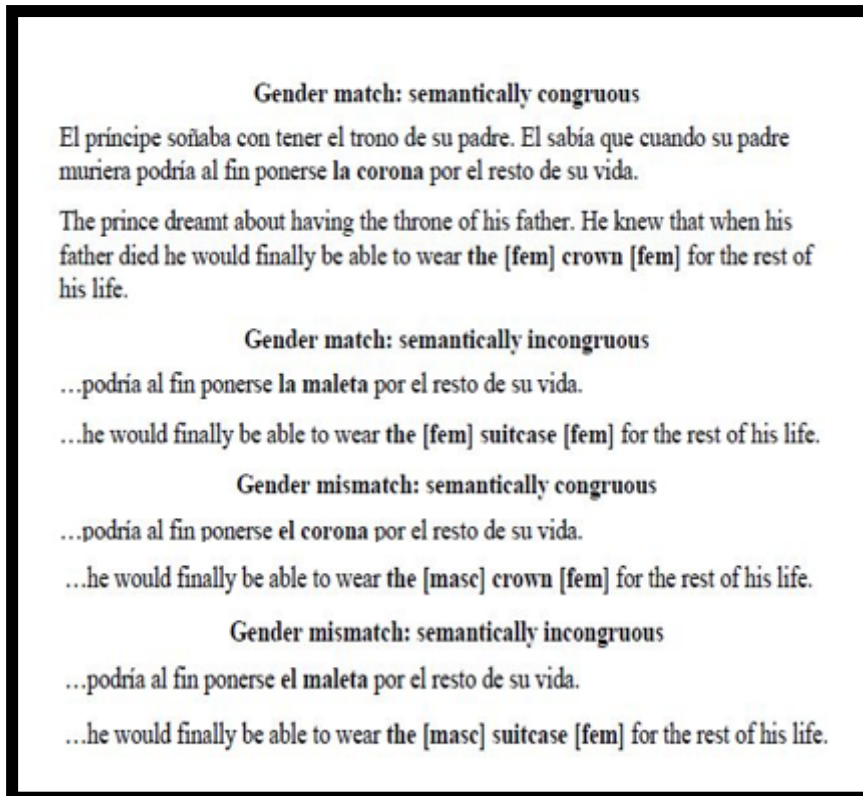 Gender match: semantically congruous
El príncipe soñaba con tener el trono de su padre. El sabía que cuando su padre
muriera podría al fin ponerse la corona por el resto de su vida.
The prince dreamt about having the throne of his father. He knew that when his
father died he would finally be able to wear the [fem] crown [fem] for the rest of
his life.
Gender match: semantically incongruous
…podría al fin ponerse la maleta por el resto de su vida.
…he would finally be able to wear the [fem] suitcase [fem] for the rest of his life.
Gender mismatch: semantically congruous
…podría al fin ponerse el corona por el resto de su vida.
…he would finally be able to wear the [masc] crown [fem] for the rest of his life.
Gender mismatch: semantically incongruous
…podría al fin ponerse el maleta por el resto de su vida.
…he would finally be able to wear the [masc] suitcase [fem] for the rest of his life.